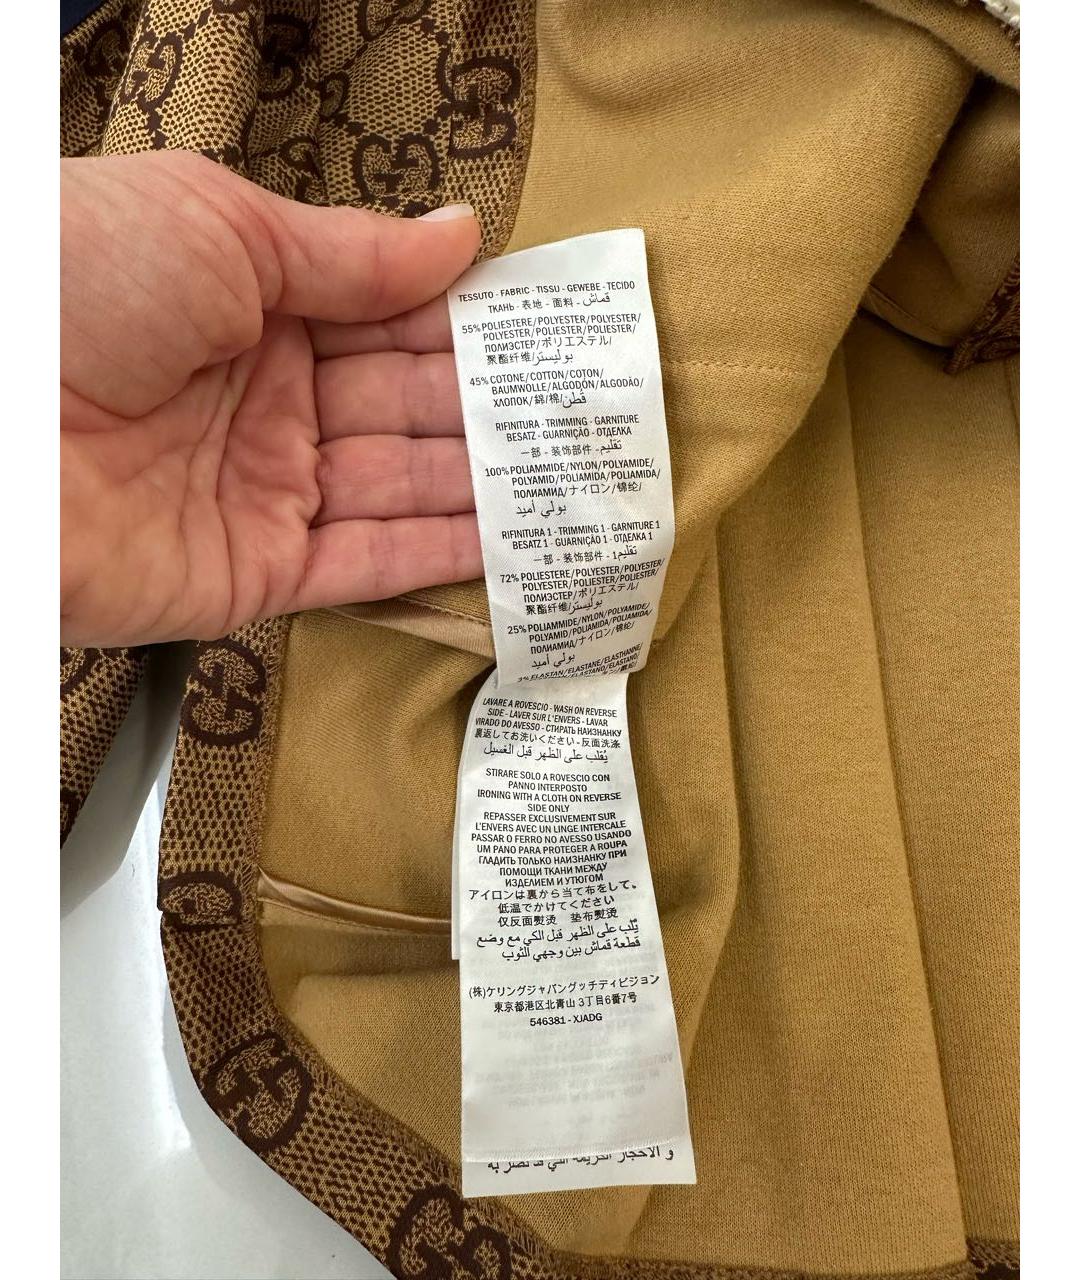 TESSUTO - FABRIC - TISSU - GEWEBE - TECIDO
ТКАНЬ - 表地 - 面料 - قماش
55% POLIESTERE/POLYESTER/POLYESTER/
POLYESTER/POLIESTER/POLIESTER/
ПОЛИЭСТЕР/ポリエステル/
聚酯纤维/بوليستر
45% COTONE/COTTON/COTON/
BAUMWOLLE/ALGODÓN/ALGODÃO/
ХЛОПОК/綿/棉/قطن
RIFINITURA - TRIMMING - GARNITURE
BESATZ - GUARNIÇÃO - ОТДЕЛКА
一部 - 装饰部件 - تقليم
100% POLIAMMIDE/NYLON/POLYAMIDE/
POLYAMID/POLIAMIDA/POLIAMIDA/
ПОЛИАМИД/ナイロン/锦纶/
بولي أميد
RIFINITURA 1 - TRIMMING 1 - GARNITURE 1
BESATZ 1 - GUARNIÇÃO 1 - ОТДЕЛКА 1
一部 - 装饰部件 - تقليم1
72% POLIESTERE/POLYESTER/POLYESTER/
POLYESTER/POLIESTER/POLIESTER/
ПОЛИЭСТЕР/ポリエステル/
聚酯纤维/بوليستر
25% POLIAMMIDE/NYLON/POLYAMIDE/
POLYAMID/POLIAMIDA/POLIAMIDA/
ПОЛИАМИД/ナイロン/锦纶/
بولي أميد
3% ELASTAN/ELASTANE/ELASTHANNE/
LAVARE A ROVESCIO - WASH ON REVERSE
SIDE - LAVER SUR L'ENVERS - LAVAR
VIRADO DO AVESSO - СТИРАТЬ НАИЗНАНКУ
裏返してお洗いください - 反面洗涤
يُقلب على الظهر قبل الغسيل
STIRARE SOLO A ROVESCIO CON
PANNO INTERPOSTO
IRONING WITH A CLOTH ON REVERSE
SIDE ONLY
REPASSER EXCLUSIVEMENT SUR
L'ENVERS AVEC UN LINGE INTERCALE
PASSAR O FERRO NO AVESSO USANDO
UM PANO PARA PROTEGER A ROUPA
ГЛАДИТЬ ТОЛЬКО НАИЗНАНКУ ПРИ
ПОМОЩИ ТКАНИ МЕЖДУ
ИЗДЕЛИЕМ И УТЮГОМ
アイロンは裏から当て布をして、
低温でかけてください
仅反面熨烫 垫布熨烫
يُقلب على الظهر قبل الكي مع وضع
قطعة قماش بين وجهي الثوب
(株)ケリングジャパングッチディビジョン
東京都港区北青山 3丁目6番7号
546381 - XJADG
و الأحجار الكريمة التي قد تضر به